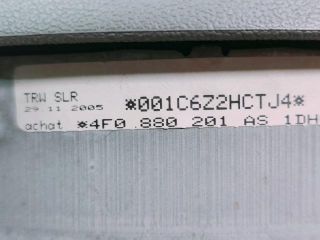 TRW SLR
29.11.2005 *001C6Z2HCTJ4*
achat *4F0 880 201 AS 1DH